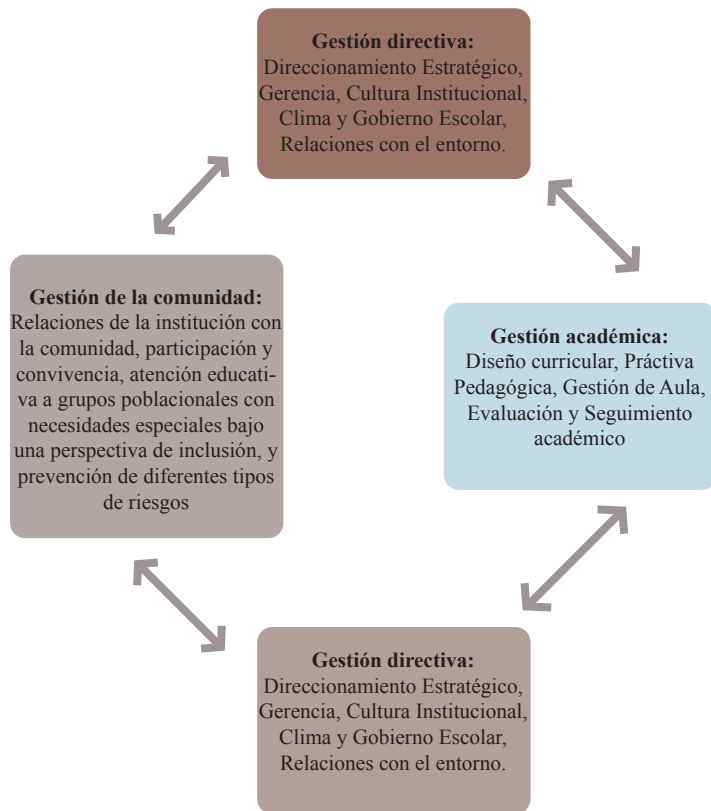 Gestión directiva:
Direccionamiento Estratégico,
Gerencia, Cultura Institucional,
Clima y Gobierno Escolar,
Relaciones con el entorno.
Gestión de la comunidad:
Relaciones de la institución con
la comunidad, participación y
convivencia, atención educati-
va a grupos poblacionales con
necesidades especiales bajo
una perspectiva de inclusión, y
prevención de diferentes tipos
de riesgos
Gestión académica:
Diseño curricular, Práctiva
Pedagógica, Gestión de Aula,
Evaluación y Seguimiento
académico
Gestión directiva:
Direccionamiento Estratégico,
Gerencia, Cultura Institucional,
Clima y Gobierno Escolar,
Relaciones con el entorno.